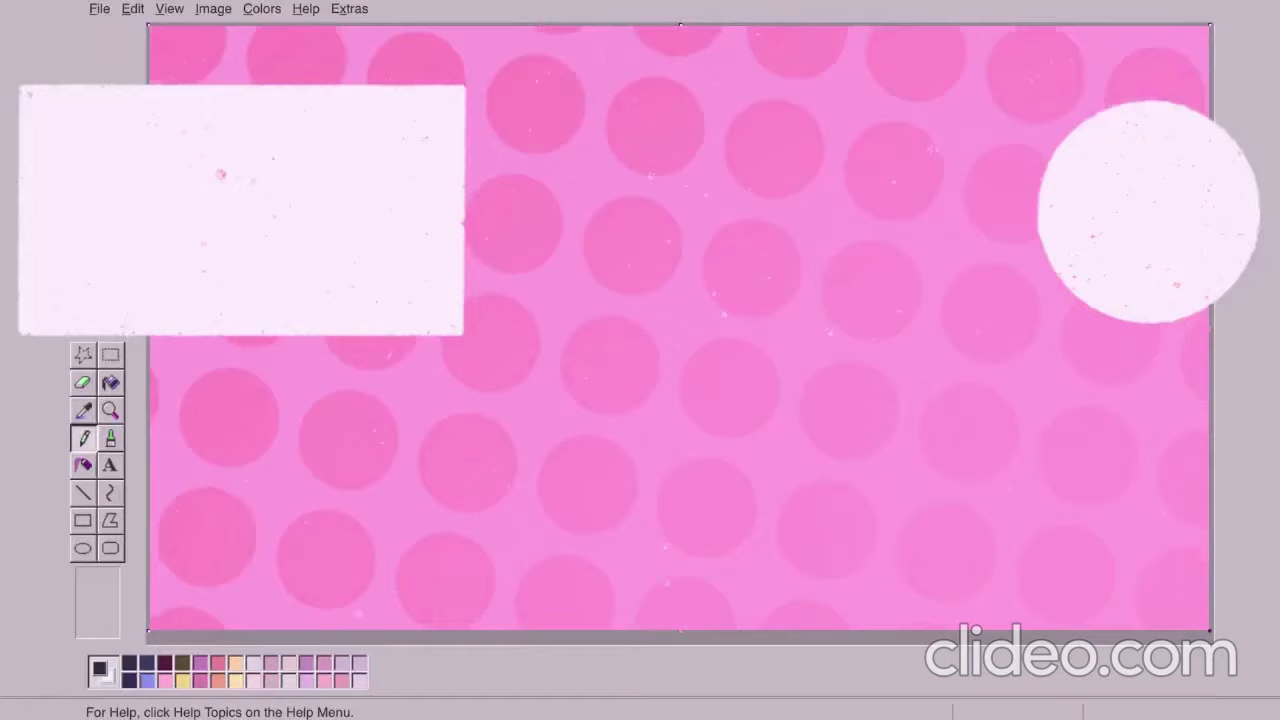 File Edit View Image Colors Help Extras
A
clideo.com
For Help, click Help Topics on the Help Menu.